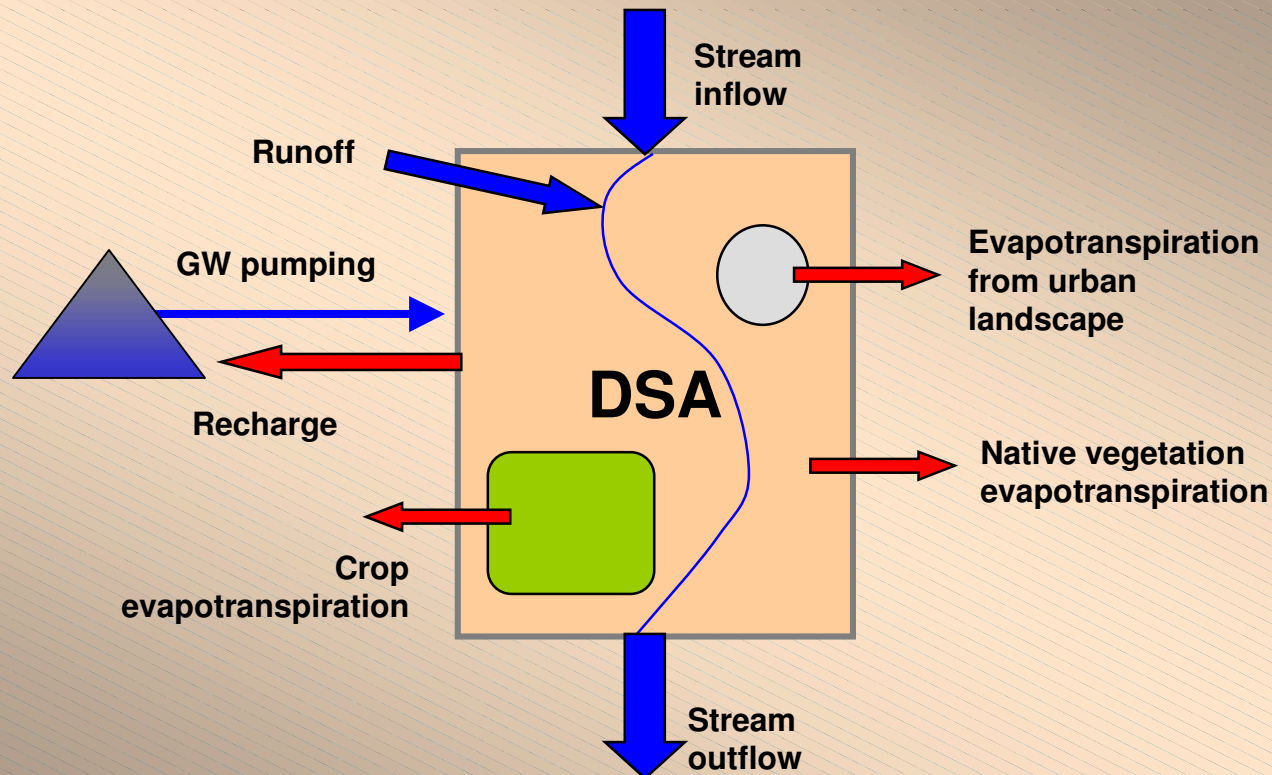 Stream
inflow
Runoff
GW pumping
Evapotranspiration
from urban
landscape
DSA
Recharge
Native vegetation
evapotranspiration
Crop
evapotranspiration
Stream
outflow